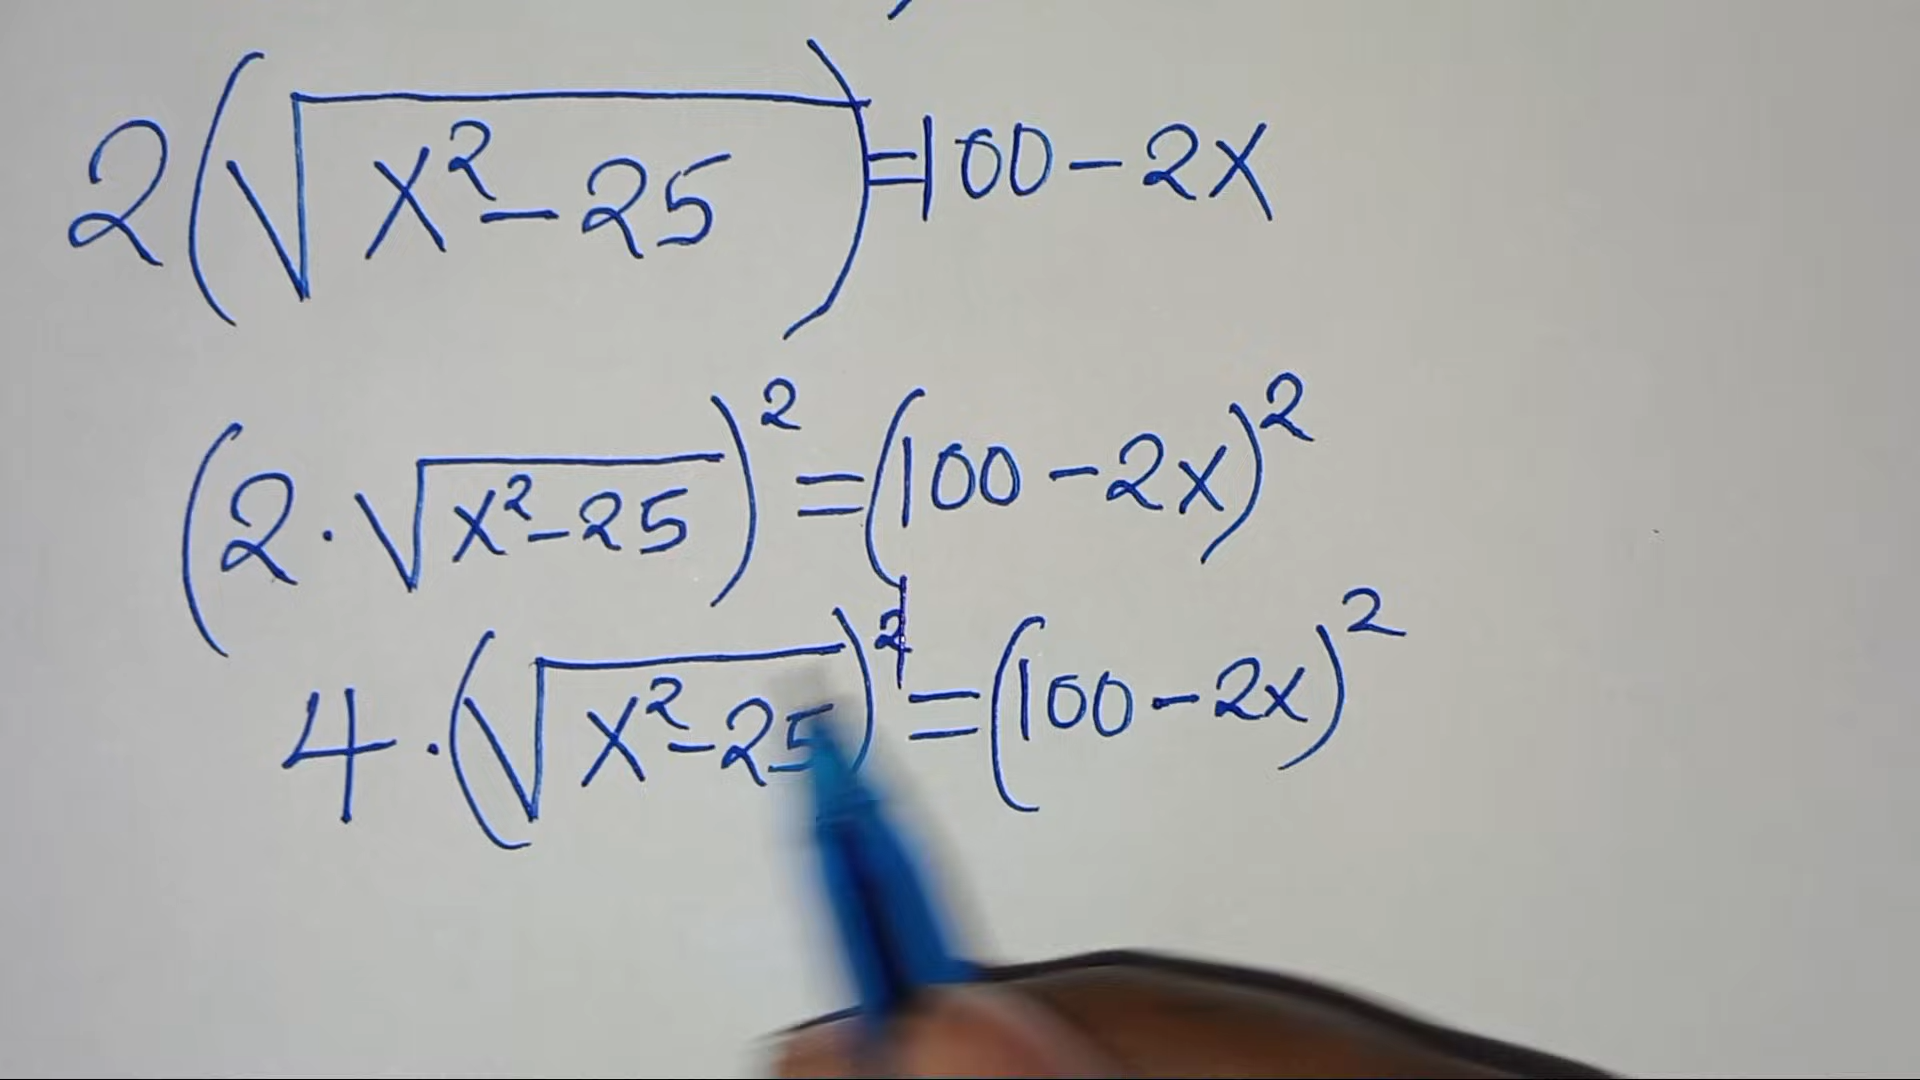 2(√(x²-25))=100-2x
(2·√(x²-25))²=(100-2x)²
4·(√(x²-25))²=(100-2x)²